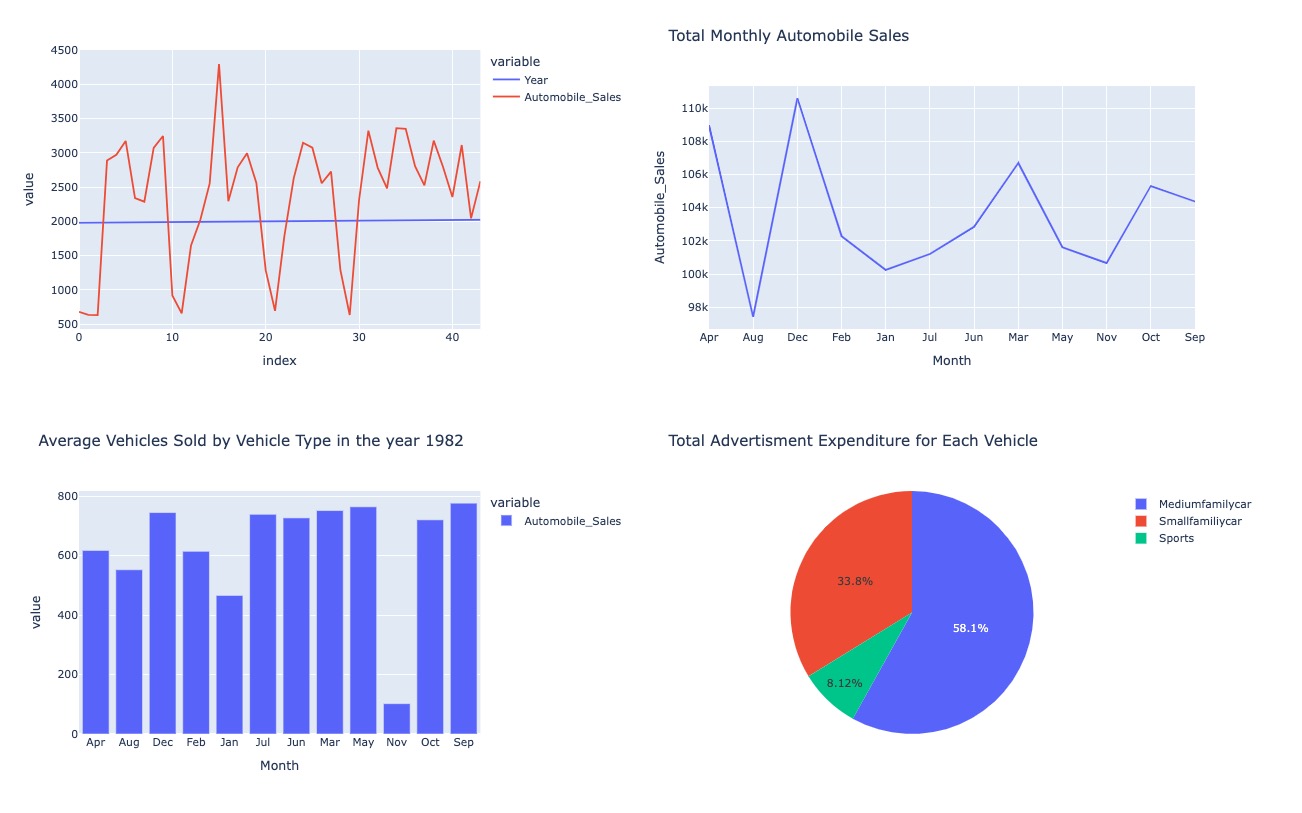 4500
4000
3500
3000
2500
2000
1500
1000
500
value
0 10 20 30 40
index
variable
Year
Automobile_Sales
Total Monthly Automobile Sales
110k
108k
106k
104k
102k
100k
98k
Automobile_Sales
Apr Aug Dec Feb Jan Jul Jun Mar May Nov Oct Sep
Month
Average Vehicles Sold by Vehicle Type in the year 1982
800
600
400
200
0
value
Apr Aug Dec Feb Jan Jul Jun Mar May Nov Oct Sep
Month
variable
Automobile_Sales
Total Advertisment Expenditure for Each Vehicle
33.8%
58.1%
8.12%
Mediumfamilycar
Smallfamiliycar
Sports